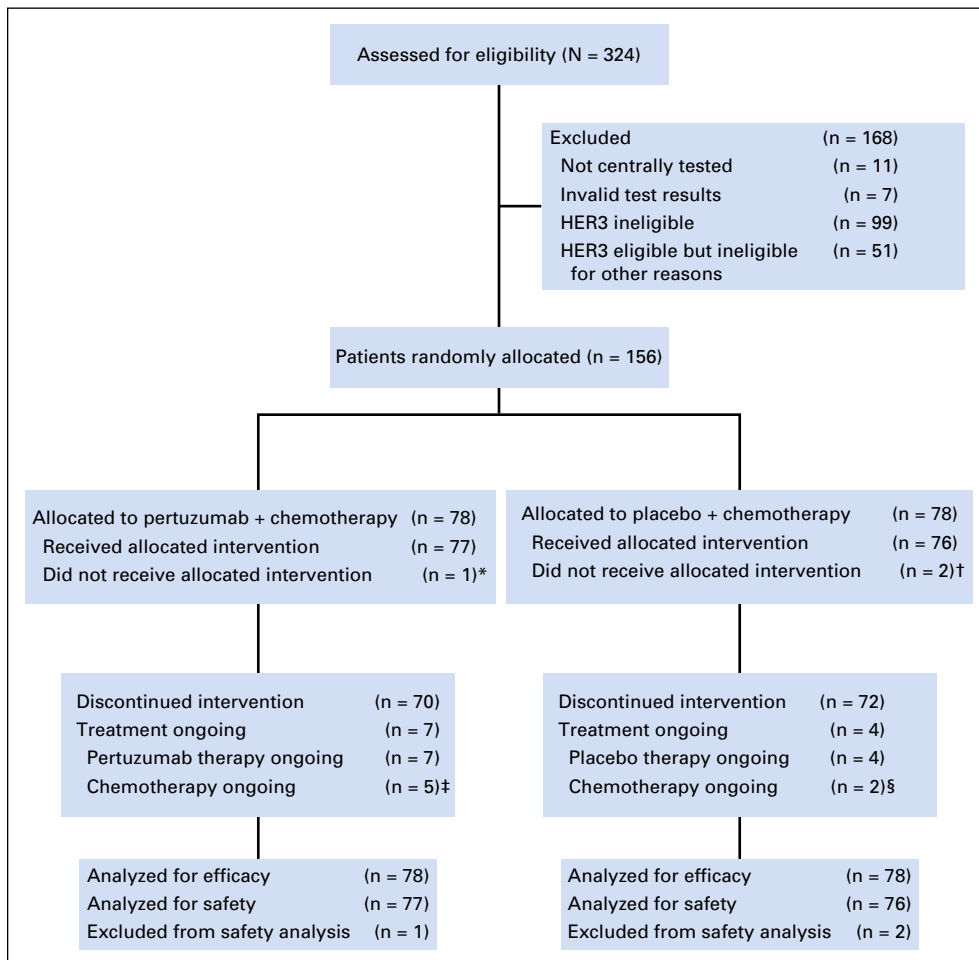 Assessed for eligibility (N = 324)
Excluded (n = 168)
Not centrally tested (n = 11)
Invalid test results (n = 7)
HER3 ineligible (n = 99)
HER3 eligible but ineligible (n = 51)
for other reasons
Patients randomly allocated (n = 156)
Allocated to pertuzumab + chemotherapy (n = 78)
Received allocated intervention (n = 77)
Did not receive allocated intervention (n = 1)*
Allocated to placebo + chemotherapy (n = 78)
Received allocated intervention (n = 76)
Did not receive allocated intervention (n = 2)†
Discontinued intervention (n = 70)
Treatment ongoing (n = 7)
Pertuzumab therapy ongoing (n = 7)
Chemotherapy ongoing (n = 5)‡
Discontinued intervention (n = 72)
Treatment ongoing (n = 4)
Placebo therapy ongoing (n = 4)
Chemotherapy ongoing (n = 2)§
Analyzed for efficacy (n = 78)
Analyzed for safety (n = 77)
Excluded from safety analysis (n = 1)
Analyzed for efficacy (n = 78)
Analyzed for safety (n = 76)
Excluded from safety analysis (n = 2)